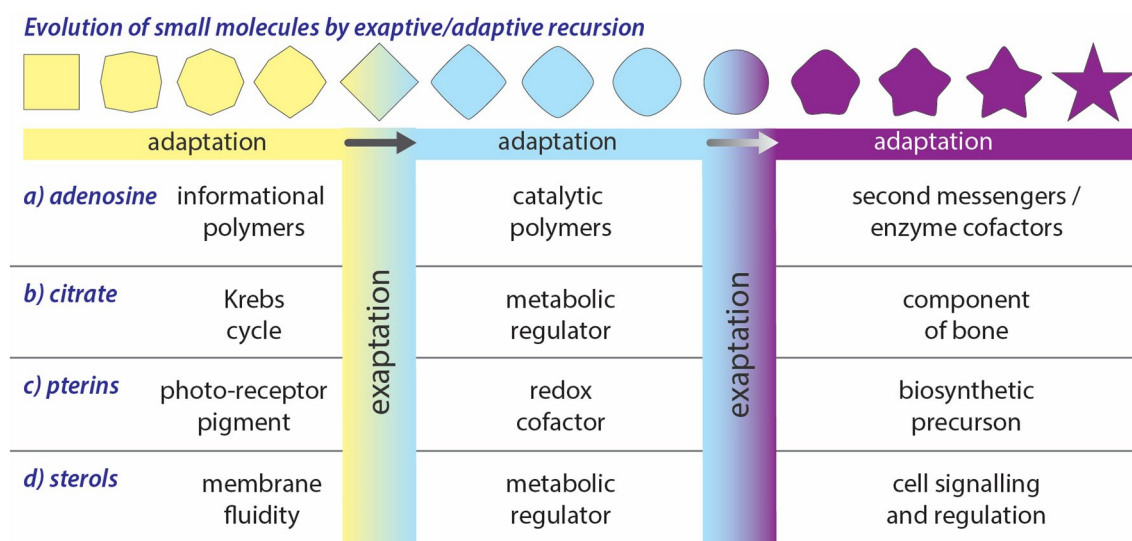 Evolution of small molecules by exaptive/adaptive recursion
adaptation adaptation adaptation
a) adenosine informational catalytic second messengers /
polymers polymers enzyme cofactors
exaptation exaptation
b) citrate Krebs metabolic component
cycle regulator of bone
c) pterins photo-receptor redox biosynthetic
pigment cofactor precurson
d) sterols membrane metabolic cell signalling
fluidity regulator and regulation